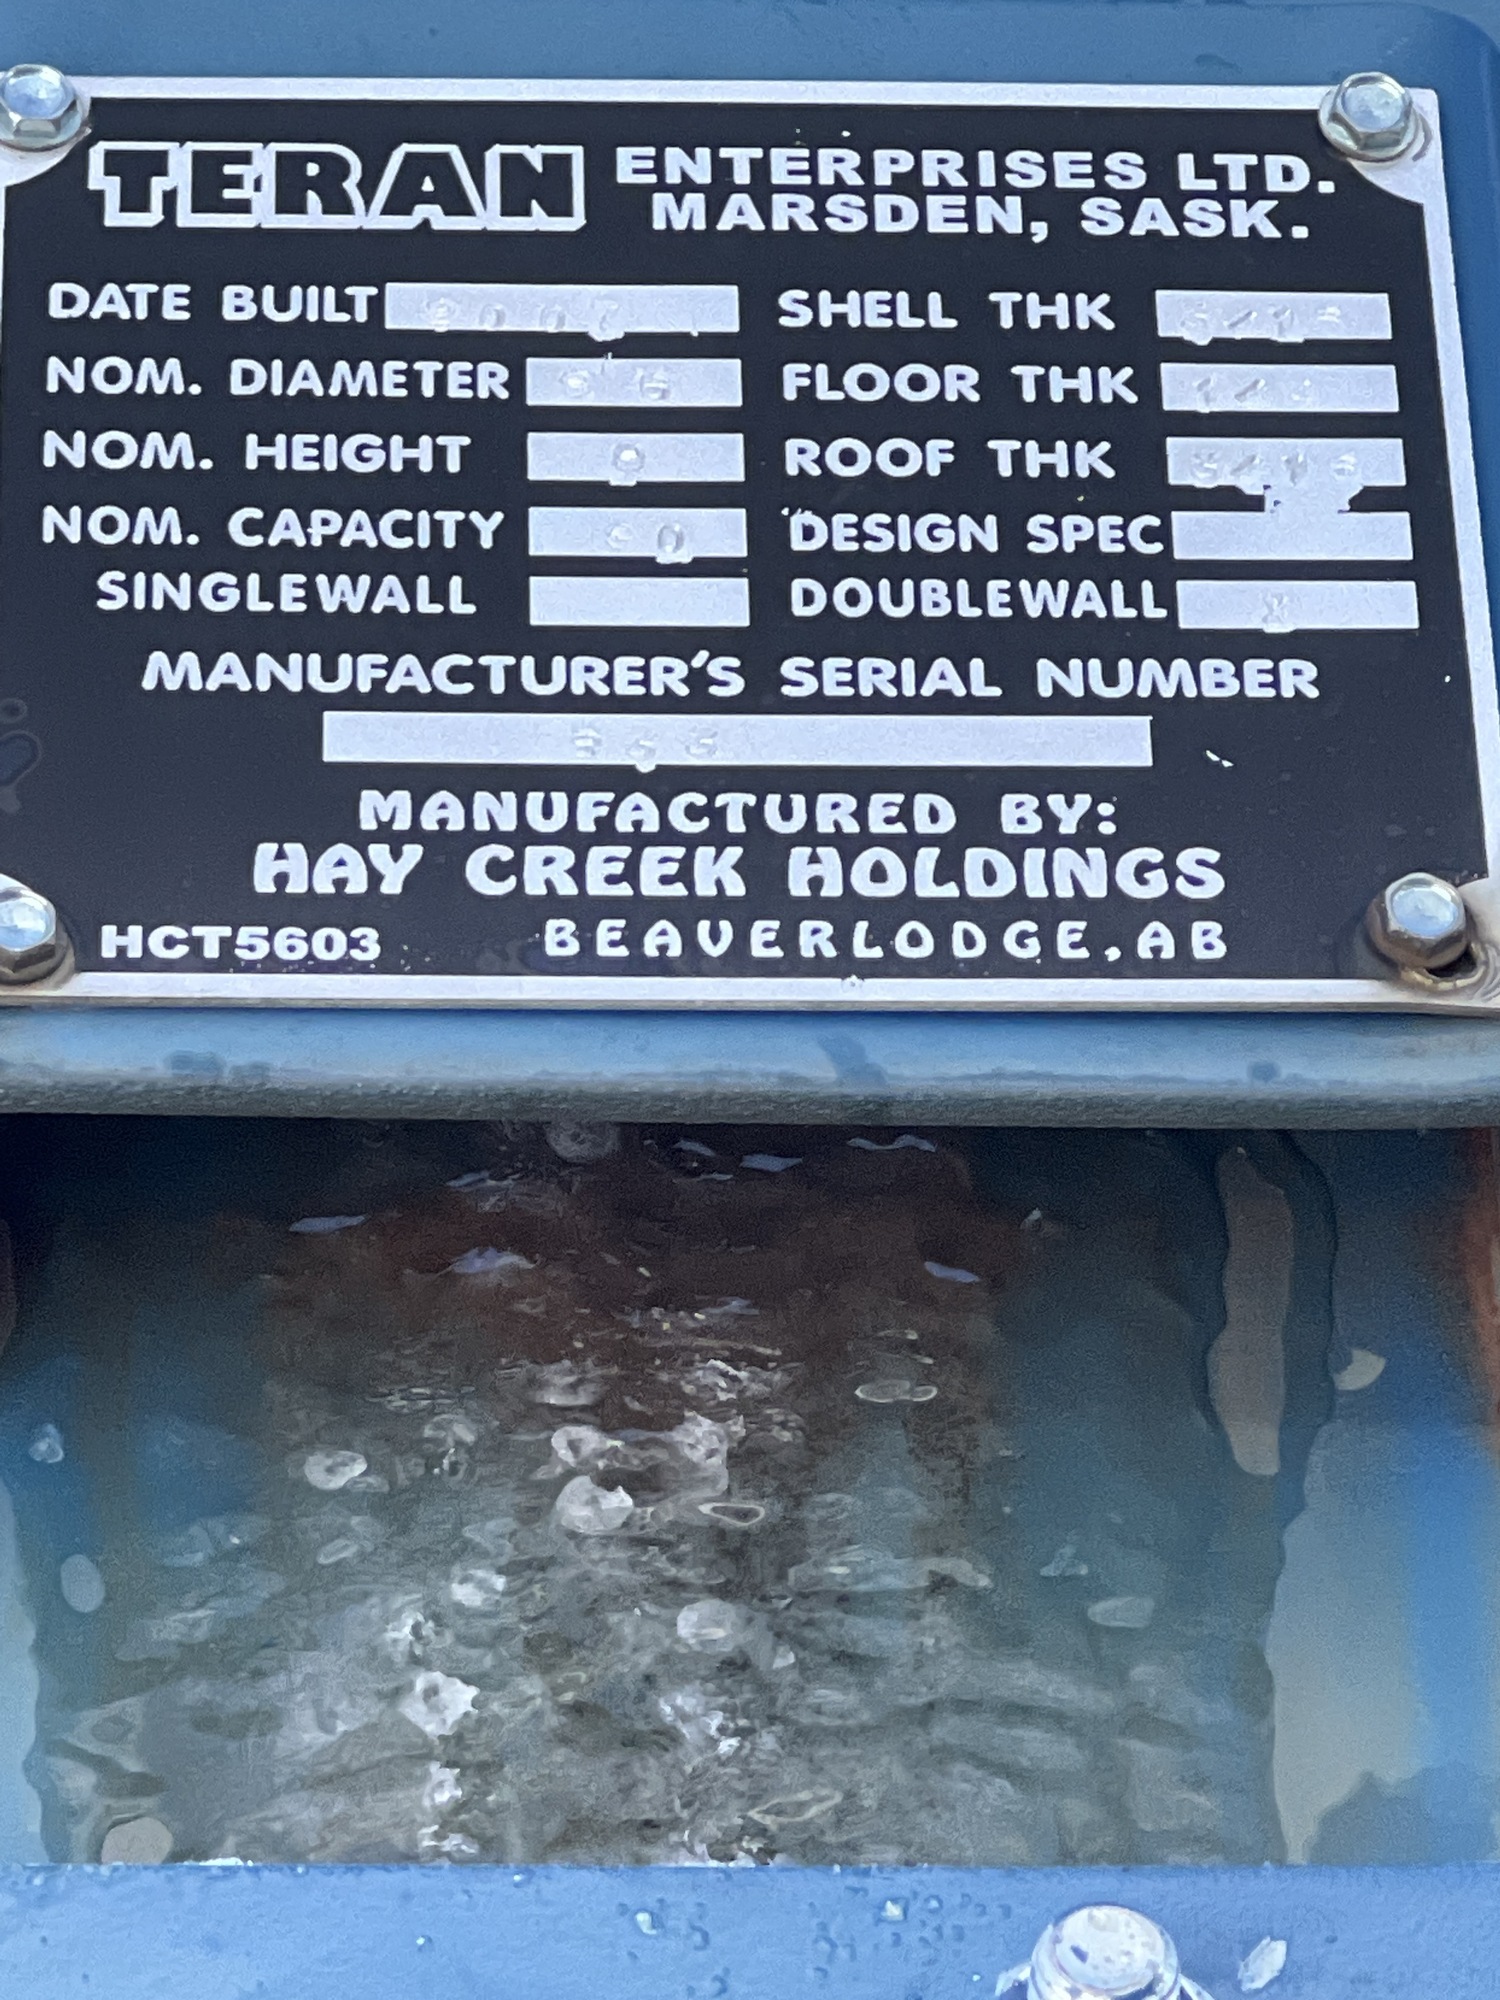 TERAN ENTERPRISES LTD.
MARSDEN, SASK.
DATE BUILT SHELL THK
NOM. DIAMETER FLOOR THK
NOM. HEIGHT ROOF THK
NOM. CAPACITY DESIGN SPEC
SINGLEWALL DOUBLEWALL X
MANUFACTURER'S SERIAL NUMBER
MANUFACTURED BY:
HAY CREEK HOLDINGS
HCT5603 BEAVERLODGE, AB